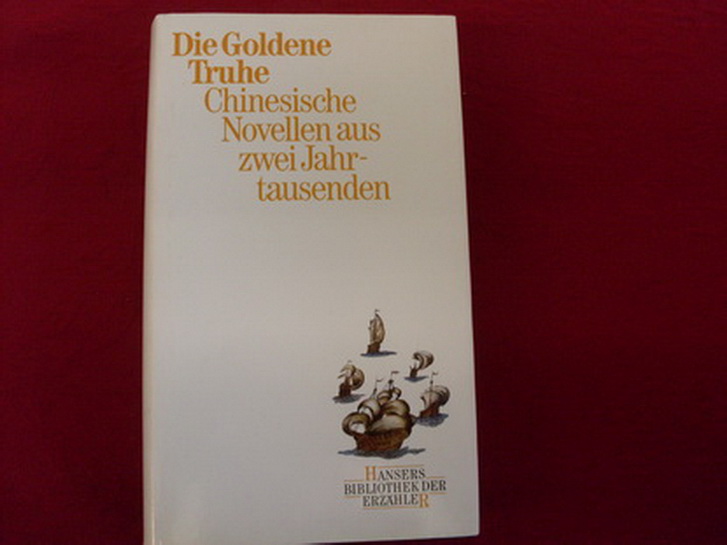 Die Goldene
Truhe
Chinesische
Novellen aus
zwei Jahr-
tausenden
HANSERS
BIBLIOTHEK DER
ERZÄHLER